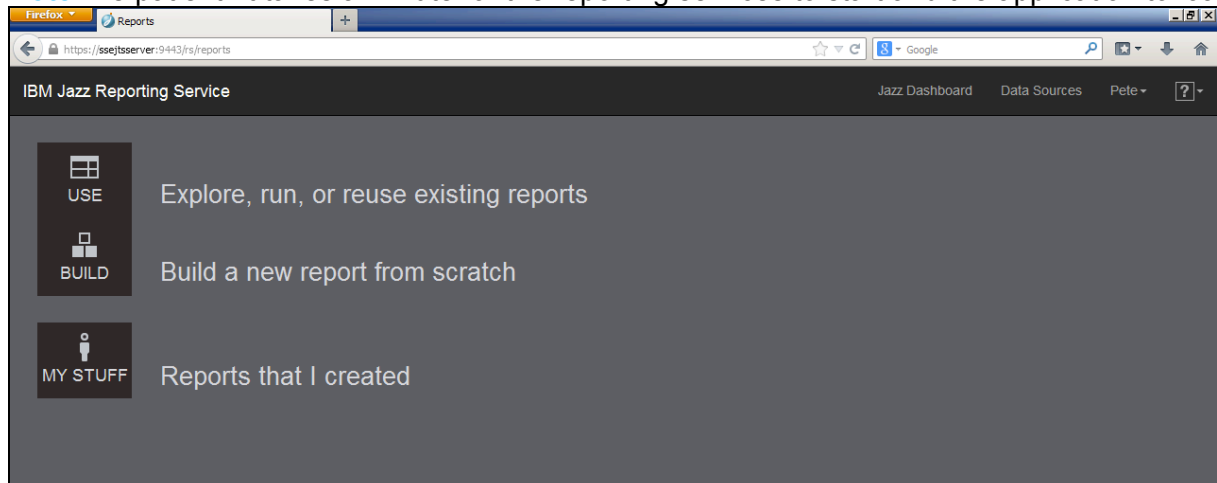 Firefox
Reports
https://ssejtsserver:9443/rs/reports
Google
IBM Jazz Reporting Service
Jazz Dashboard
Data Sources
Pete
?
USE
Explore, run, or reuse existing reports
BUILD
Build a new report from scratch
MY STUFF
Reports that I created